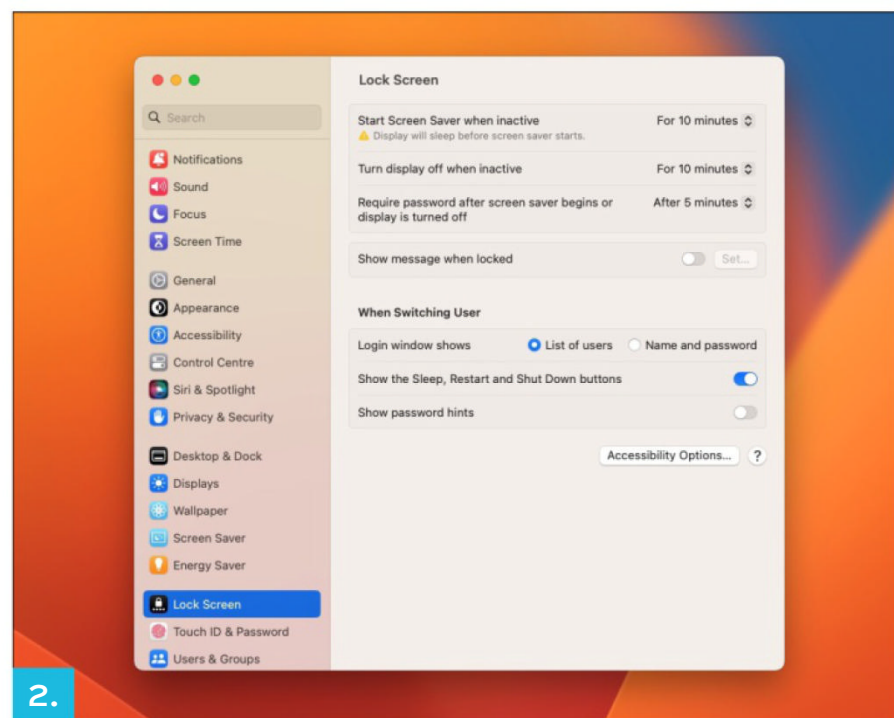 Search
Notifications
Sound
Focus
Screen Time
General
Appearance
Accessibility
Control Centre
Siri & Spotlight
Privacy & Security
Desktop & Dock
Displays
Wallpaper
Screen Saver
Energy Saver
Lock Screen
Touch ID & Password
Users & Groups
Lock Screen
Start Screen Saver when inactive For 10 minutes
Display will sleep before screen saver starts.
Turn display off when inactive For 10 minutes
Require password after screen saver begins or After 5 minutes
display is turned off
Show message when locked Set...
When Switching User
Login window shows List of users Name and password
Show the Sleep, Restart and Shut Down buttons
Show password hints
Accessibility Options... ?
2.